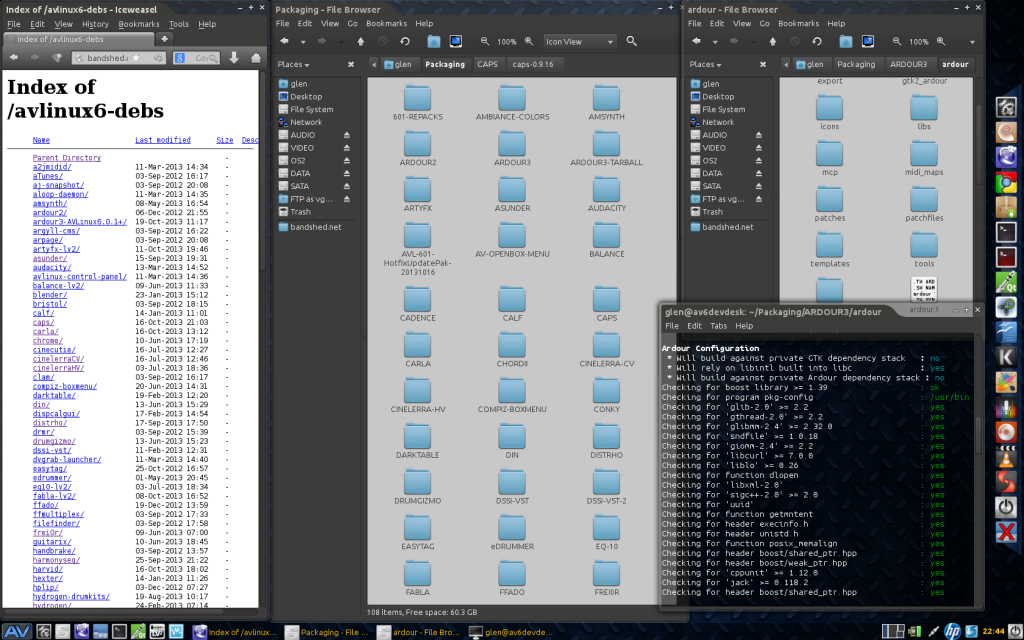 Index of /avlinux6-debs - Iceweasel
File Edit View History Bookmarks Tools Help
Index of /avlinux6-debs
bandshed.
Index of
/avlinux6-debs
Name Last modified Size Desc
Parent Directory -
a2jmidid/ 11-Mar-2013 14:34 -
aTunes/ 03-Sep-2012 16:17 -
aj-snapshot/ 03-Sep-2012 20:08 -
aloop-daemon/ 11-Mar-2013 14:35 -
amsynth/ 08-May-2013 16:54 -
ardour2/ 06-Dec-2012 21:55 -
ardour3-AVLinux6.0.1+/ 19-Oct-2013 11:17 -
argyll-cms/ 03-Sep-2012 16:22 -
arpage/ 03-Sep-2012 20:08 -
artyfx-lv2/ 11-Oct-2013 19:46 -
asunder/ 15-Sep-2013 19:31 -
audacity/ 13-Mar-2013 14:52 -
avlinux-control-panel/ 11-Mar-2013 14:36 -
balance-lv2/ 09-Jun-2013 11:33 -
blender/ 23-Jan-2013 15:12 -
bristol/ 03-Sep-2012 18:15 -
calf/ 14-Jan-2013 11:01 -
caps/ 16-Oct-2013 21:03 -
carla/ 16-Oct-2013 13:12 -
chrome/ 10-Jun-2013 17:19 -
cinecutie/ 16-Jul-2013 12:27 -
cinelerraCV/ 16-Jul-2013 12:46 -
cinelerraHV/ 03-Jul-2013 18:36 -
clam/ 03-Sep-2012 16:17 -
compiz-boxmenu/ 20-Jun-2013 14:31 -
darktable/ 19-Feb-2013 12:20 -
din/ 13-Jun-2013 15:29 -
dispcalgui/ 17-Feb-2013 14:54 -
distrho/ 17-Sep-2013 17:50 -
drmr/ 03-Sep-2012 15:39 -
drumgizmo/ 13-Jun-2013 15:23 -
dssi-vst/ 11-Feb-2013 12:31 -
dvgrab-launcher/ 11-Mar-2013 14:40 -
easytag/ 25-Oct-2012 16:57 -
edrummer/ 01-May-2013 20:45 -
eq10-lv2/ 03-Jul-2013 18:34 -
fabla-lv2/ 08-Oct-2013 16:52 -
ffado/ 19-Dec-2012 13:59 -
ffmultiplex/ 03-Sep-2012 17:33 -
filefinder/ 03-Sep-2012 17:58 -
frei0r/ 09-Jun-2013 07:00 -
guitarix/ 10-Jun-2013 18:45 -
handbrake/ 03-Sep-2012 13:57 -
harmonyseq/ 25-Sep-2013 21:22 -
harvid/ 16-Oct-2013 18:02 -
hexter/ 14-Jan-2013 11:26 -
hplip/ 03-Dec-2012 07:27 -
hydrogen-drumkits/ 19-Aug-2013 10:17 -
hydrogen/ 24-Feb-2013 07:14 -
Packaging - File Browser
File Edit View Go Bookmarks Help
100% Icon View
Places glen Packaging CAPS caps-0.9.16
glen
Desktop
File System
Network
AUDIO
VIDEO
OS2
DATA
SATA
FTP as vg...
Trash
bandshed.net
601-REPACKS AMBIANCE-COLORS AMSYNTH
ARDOUR2 ARDOUR3 ARDOUR3-TARBALL
ARTYFX ASUNDER AUDACITY
AVL-601-
HotfixUpdatePak-
20131016
AV-OPENBOX-MENU BALANCE
CADENCE CALF CAPS
CARLA CHORDII CINELERRA-CV
CINELERRA-HV COMPIZ-BOXMENU CONKY
DARKTABLE DIN DISTRHO
DRUMGIZMO DSSI-VST DSSI-VST-2
EASYTAG eDRUMMER EQ-10
FABLA FFADO FREI0R
108 items, Free space: 60.3 GB
ardour - File Browser
File Edit View Go Bookmarks Help
100%
Places glen Packaging ARDOUR3 ardour
glen
Desktop
File System
Network
AUDIO
VIDEO
OS2
DATA
SATA
FTP as vg...
Trash
bandshed.net
export gtk2_ardour
icons libs
mcp midi_maps
patches patchfiles
templates tools
.TH ARD
.SH NAM
ardour
ardour.1
glen@av6devdesk: ~/Packaging/ARDOUR3/ardour
File Edit Tabs Help
Ardour Configuration
* Will build against private GTK dependency stack : no
* Will rely on libintl built into libc : yes
* Will build against private Ardour dependency stack : no
Checking for boost library >= 1.39 : ok
Checking for program pkg-config : /usr/bin
Checking for 'glib-2.0' >= 2.2 : yes
Checking for 'gthread-2.0' >= 2.2 : yes
Checking for 'glibmm-2.4' >= 2.32.0 : yes
Checking for 'sndfile' >= 1.0.18 : yes
Checking for 'giomm-2.4' >= 2.2 : yes
Checking for 'libcurl' >= 7.0.0 : yes
Checking for 'liblo' >= 0.26 : yes
Checking for function dlopen : yes
Checking for 'libxml-2.0' : yes
Checking for 'sigc++-2.0' >= 2.0 : yes
Checking for 'uuid' : yes
Checking for function getmntent : yes
Checking for header execinfo.h : yes
Checking for header unistd.h : yes
Checking for function posix_memalign : yes
Checking for header boost/shared_ptr.hpp : yes
Checking for header boost/weak_ptr.hpp : yes
Checking for 'cppunit' >= 1.12.0 : yes
Checking for 'jack' >= 0.118.2 : yes
Checking for header boost/shared_ptr.hpp : yes
AV
Index of /avlinux...
Packaging - File ...
ardour - File Bro...
glen@av6devde...
hp
22:44